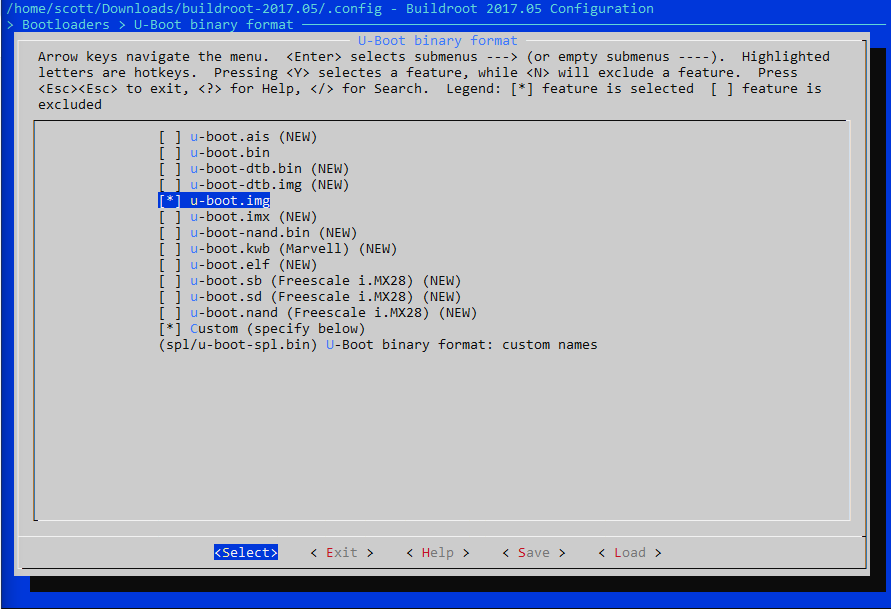 /home/scott/Downloads/buildroot-2017.05/.config - Buildroot 2017.05 Configuration
> Bootloaders > U-Boot binary format
U-Boot binary format
Arrow keys navigate the menu.  <Enter> selects submenus ---> (or empty submenus ----).  Highlighted
letters are hotkeys.  Pressing <Y> selectes a feature, while <N> will exclude a feature.  Press
<Esc><Esc> to exit, <?> for Help, </> for Search.  Legend: [*] feature is selected  [ ] feature is
excluded
[ ] u-boot.ais (NEW)
[ ] u-boot.bin
[ ] u-boot-dtb.bin (NEW)
[ ] u-boot-dtb.img (NEW)
[*] u-boot.img
[ ] u-boot.imx (NEW)
[ ] u-boot-nand.bin (NEW)
[ ] u-boot.kwb (Marvell) (NEW)
[ ] u-boot.elf (NEW)
[ ] u-boot.sb (Freescale i.MX28) (NEW)
[ ] u-boot.sd (Freescale i.MX28) (NEW)
[ ] u-boot.nand (Freescale i.MX28) (NEW)
[*] Custom (specify below)
(spl/u-boot-spl.bin) U-Boot binary format: custom names
<Select>    < Exit >    < Help >    < Save >    < Load >